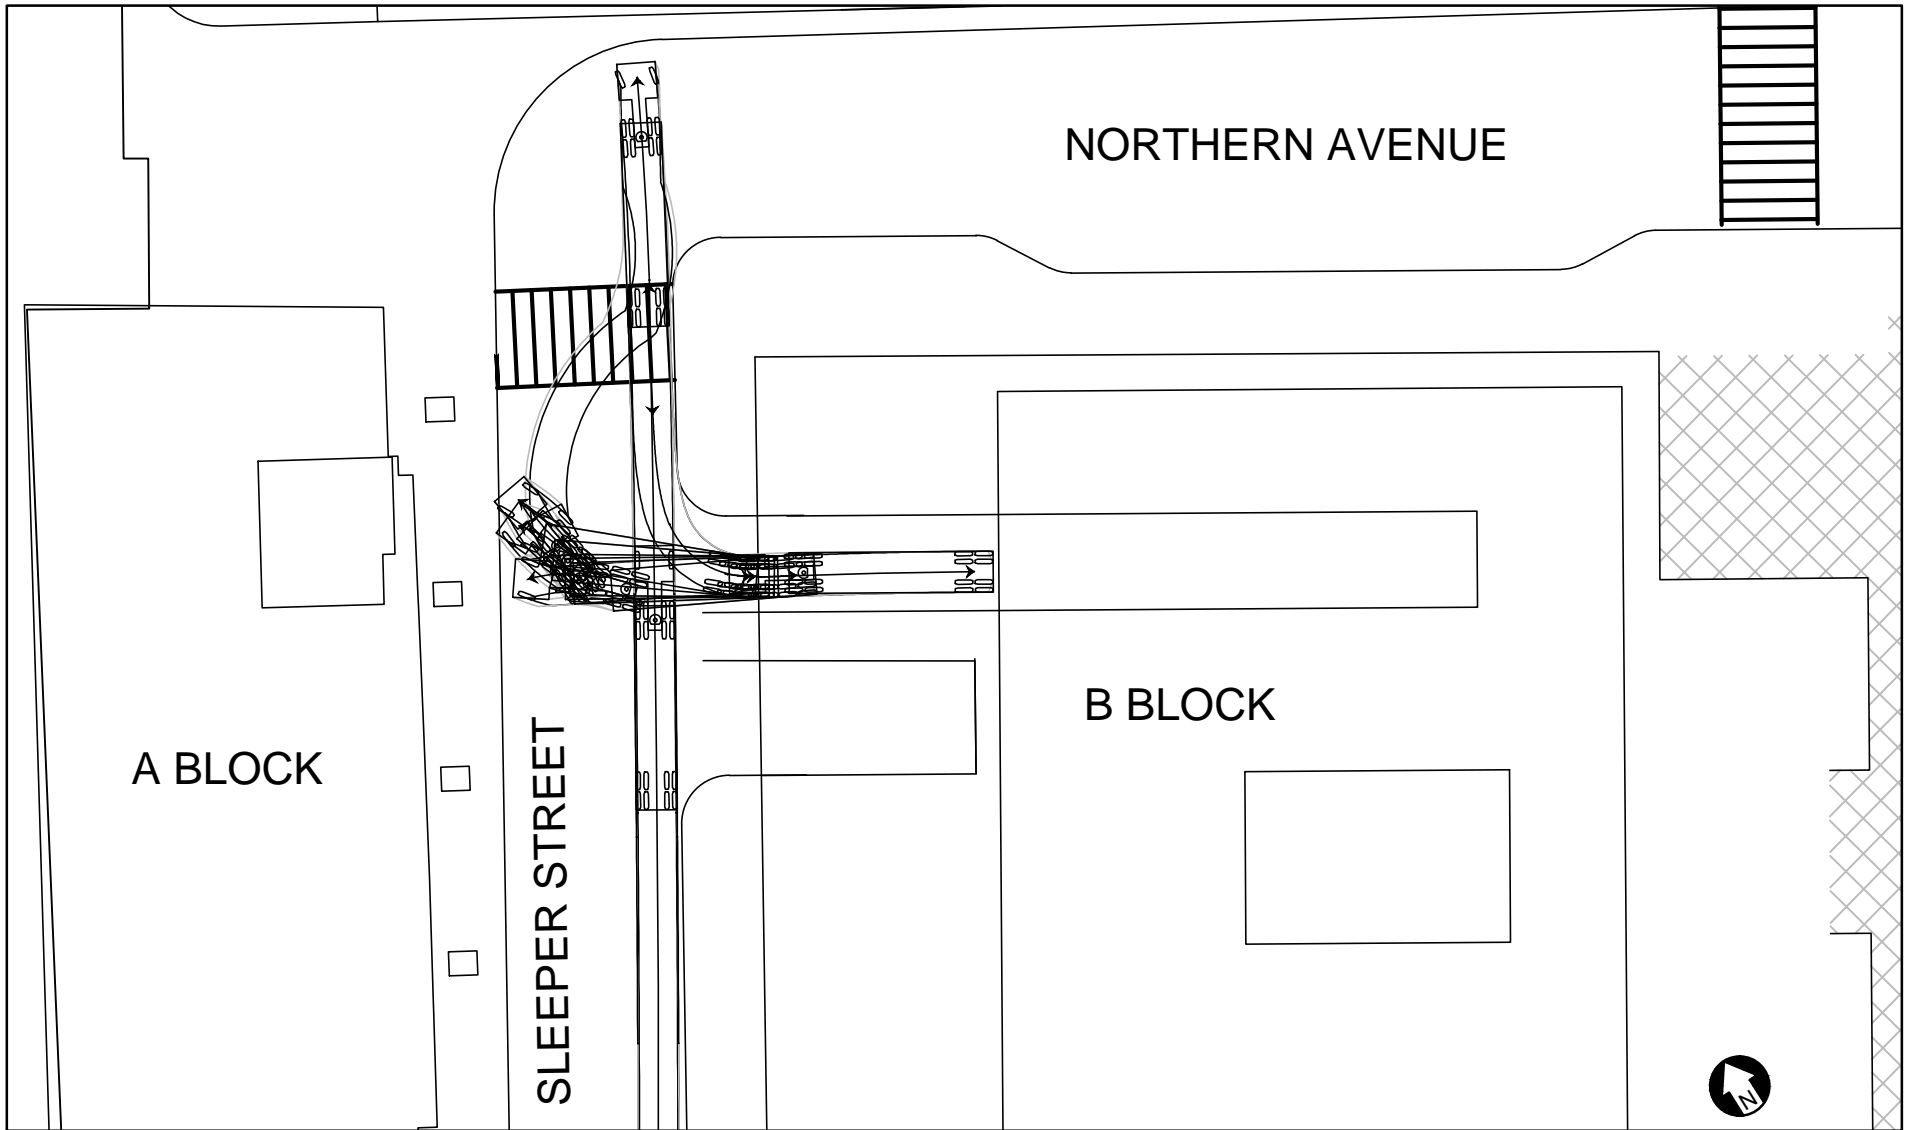 NORTHERN AVENUE
B BLOCK
A BLOCK
SLEEPER STREET
N